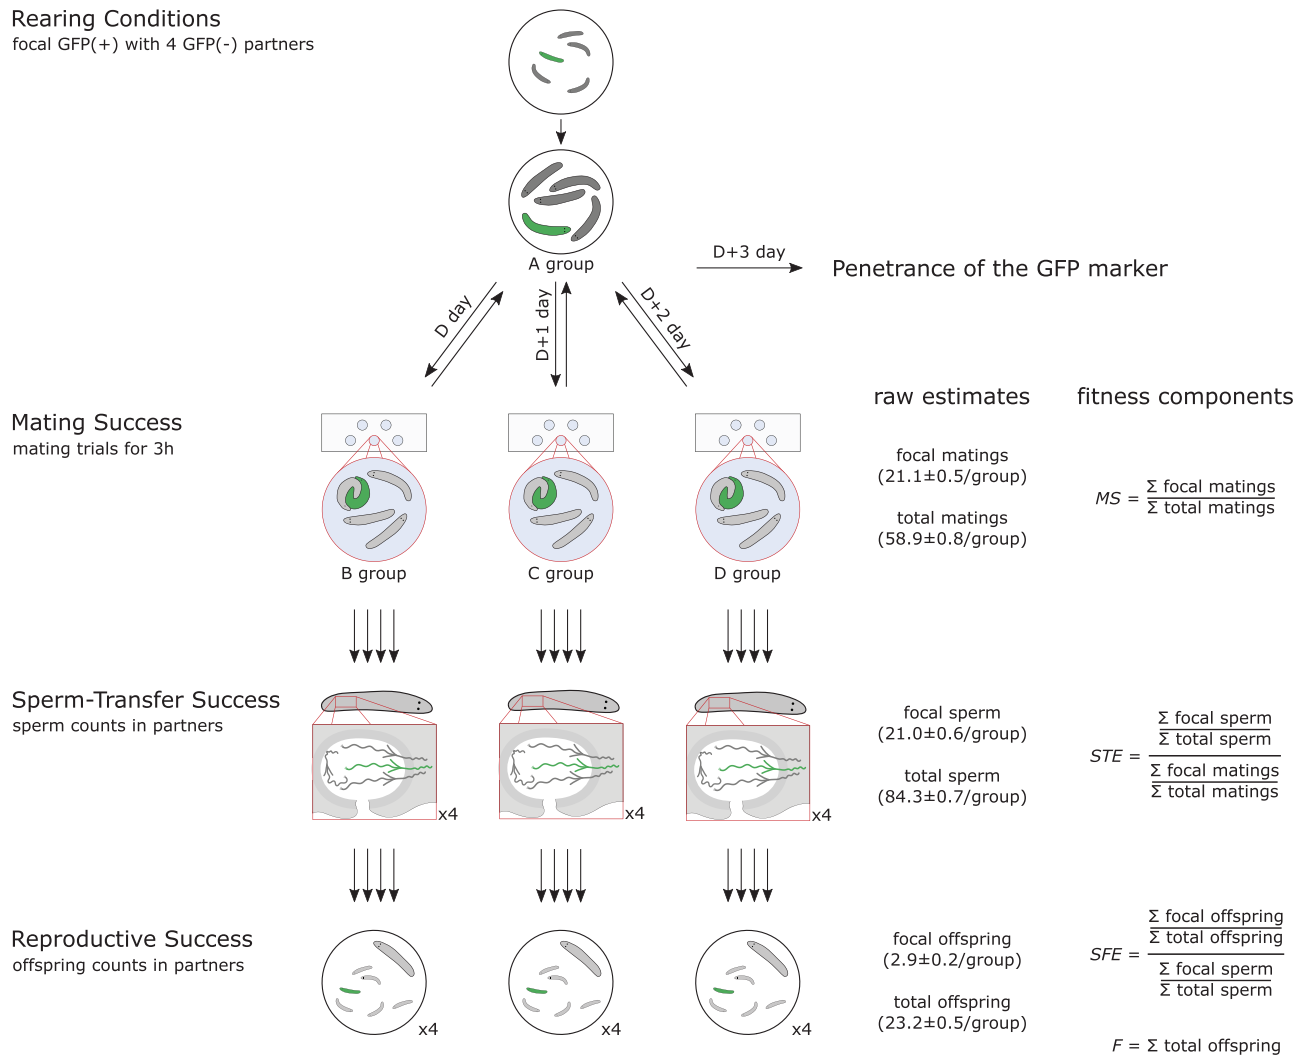 Rearing Conditions
focal GFP(+) with 4 GFP(-) partners
A group
D+3 day
Penetrance of the GFP marker
D day
D+1 day
D+2 day
raw estimates
fitness components
Mating Success
mating trials for 3h
B group
C group
D group
focal matings
(21.1±0.5/group)
total matings
(58.9±0.8/group)
MS = Σ focal matings
Σ total matings
Sperm-Transfer Success
sperm counts in partners
x4
x4
x4
focal sperm
(21.0±0.6/group)
total sperm
(84.3±0.7/group)
Σ focal sperm
Σ total sperm
STE =
Σ focal matings
Σ total matings
Reproductive Success
offspring counts in partners
x4
x4
x4
focal offspring
(2.9±0.2/group)
total offspring
(23.2±0.5/group)
Σ focal offspring
Σ total offspring
SFE =
Σ focal sperm
Σ total sperm
F = Σ total offspring